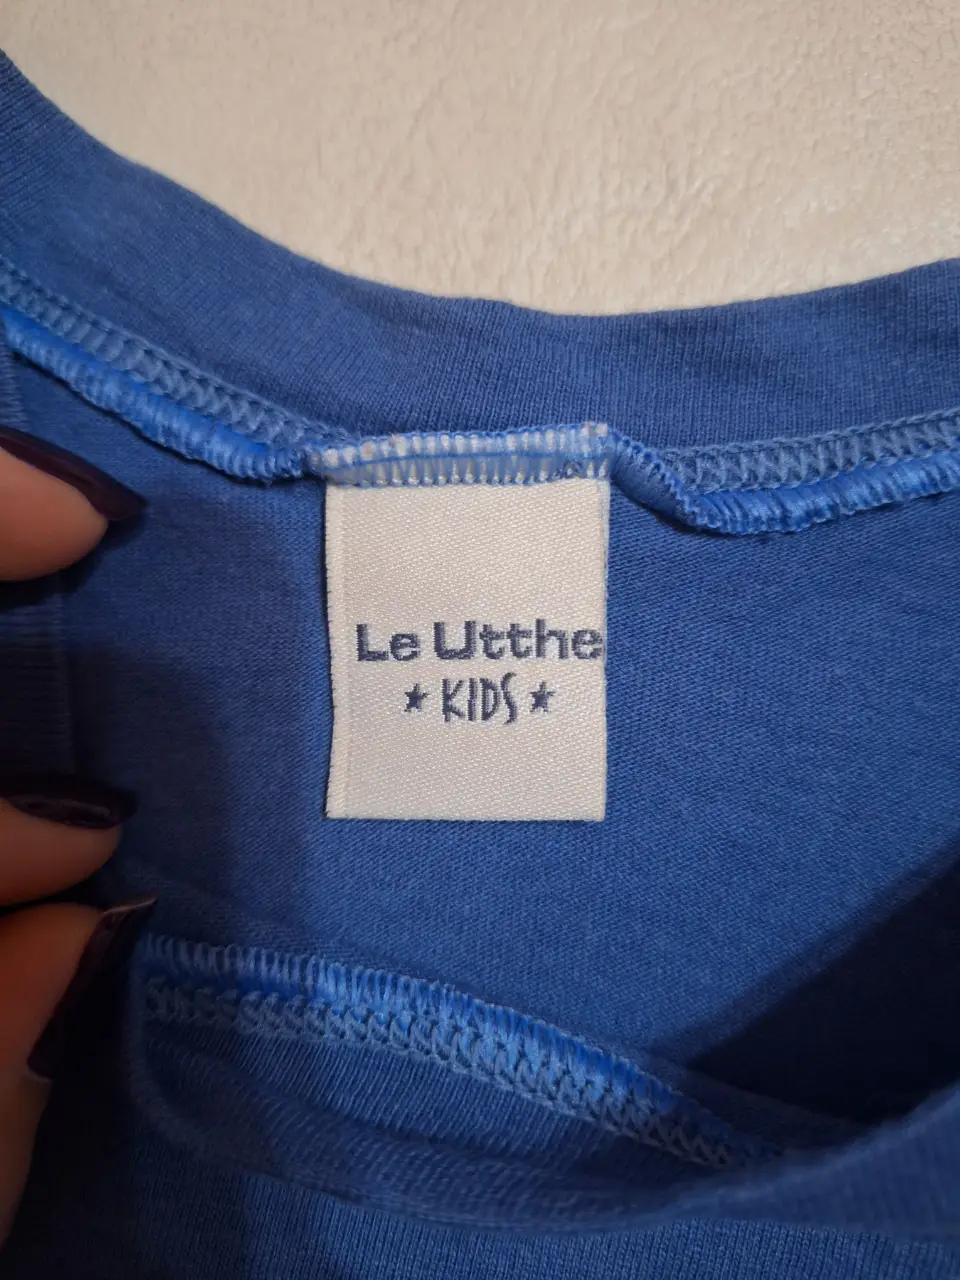 Le Utthe
★ KIDS ★